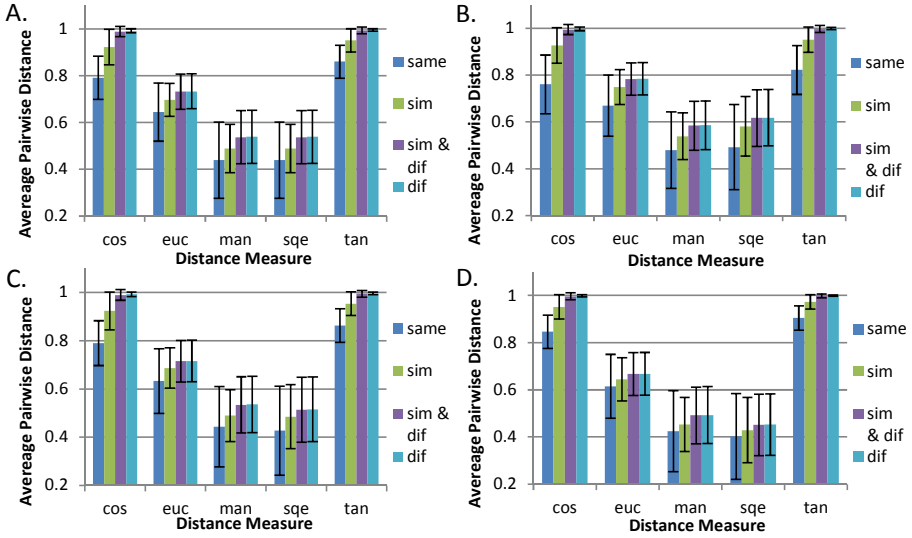 A.
Avereage Pairwise Distance
1
0.8
0.6
0.4
0.2
cos euc man sqe tan
Distance Measure
same
sim
sim &
dif
dif
B.
Avereage Pairwise Distance
1
0.8
0.6
0.4
0.2
cos euc man sqe tan
Distance Measure
same
sim
sim
& dif
dif
C.
Avereage Pairwise Distance
1
0.8
0.6
0.4
0.2
cos euc man sqe tan
Distance Measure
same
sim
sim &
dif
dif
D.
Avereage Pairwise Distance
1
0.8
0.6
0.4
0.2
cos euc man sqe tan
Distance Measure
same
sim
sim
& dif
dif